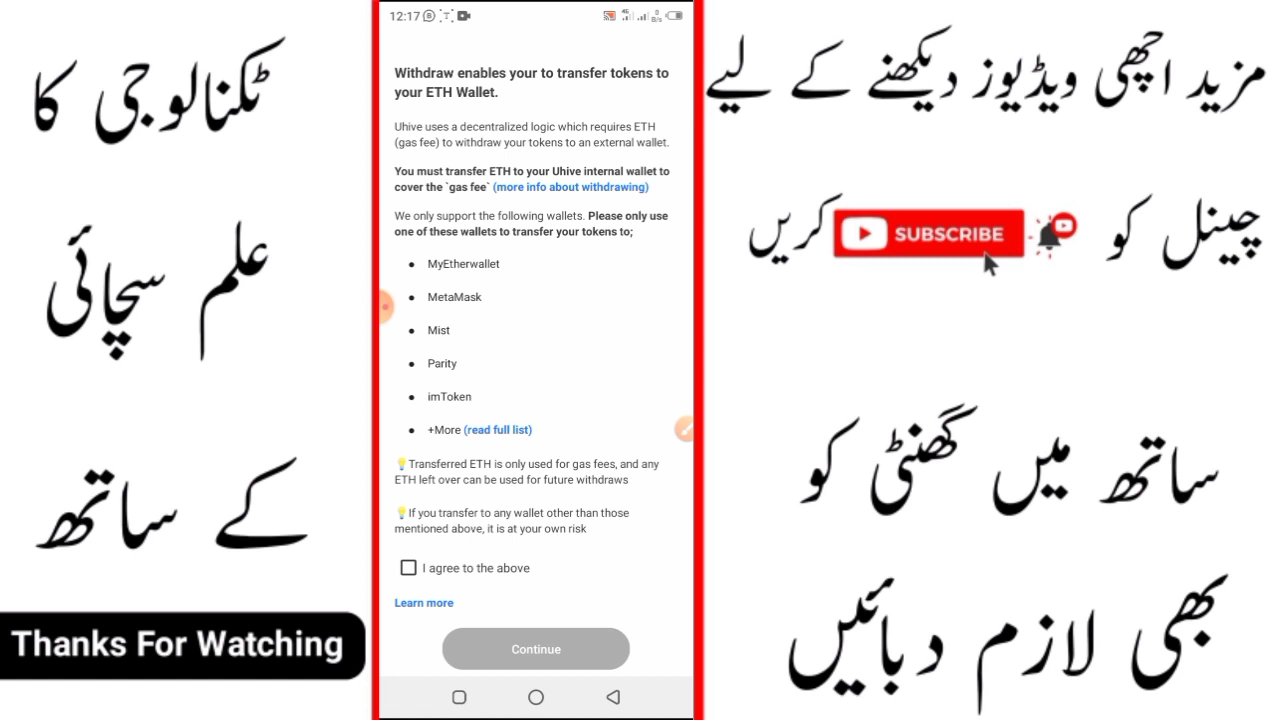 ٹکنالوجی کا
علم سچائی
کے ساتھ
Thanks For Watching
12:17
4G
0 B/s
Withdraw enables your to transfer tokens to
your ETH Wallet.
Uhive uses a decentralized logic which requires ETH
(gas fee) to withdraw your tokens to an external wallet.
You must transfer ETH to your Uhive internal wallet to
cover the `gas fee` (more info about withdrawing)
We only support the following wallets. Please only use
one of these wallets to transfer your tokens to;
● MyEtherwallet
● MetaMask
● Mist
● Parity
● imToken
● +More (read full list)
💡Transferred ETH is only used for gas fees, and any
ETH left over can be used for future withdraws
💡If you transfer to any wallet other than those
mentioned above, it is at your own risk
I agree to the above
Learn more
Continue
مزید اچھی ویڈیوز دیکھنے کے لیے
چینل کو SUBSCRIBE کریں
ساتھ میں گھنٹی کو
بھی لازم دبائیں